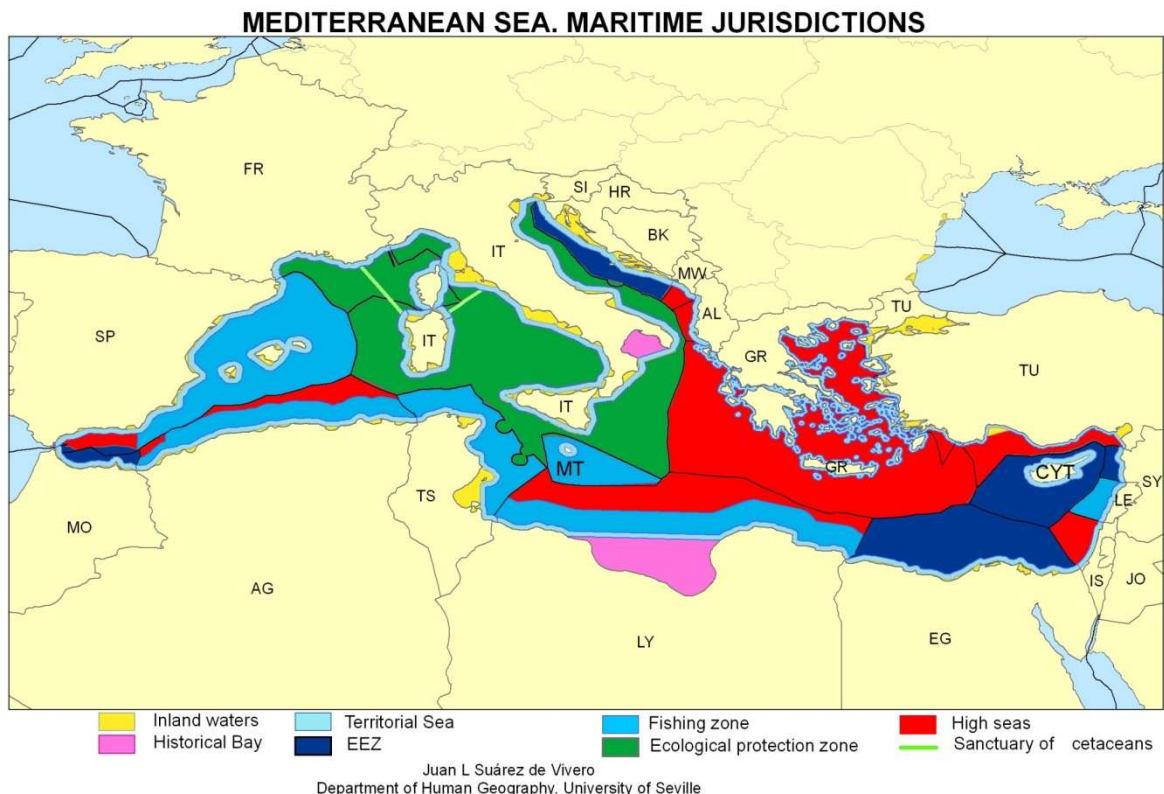 MEDITERRANEAN SEA. MARITIME JURISDICTIONS
FR
SI
HR
BK
IT
MW
AL
TU
SP
IT
GR
TU
IT
GR
MT
CYT
SY
LE
TS
MO
IS
JO
AG
LY
EG
Inland waters
Territorial Sea
Fishing zone
High seas
Historical Bay
EEZ
Ecological protection zone
Sanctuary of cetaceans
Juan L Suárez de Vivero
Department of Human Geography, University of Seville